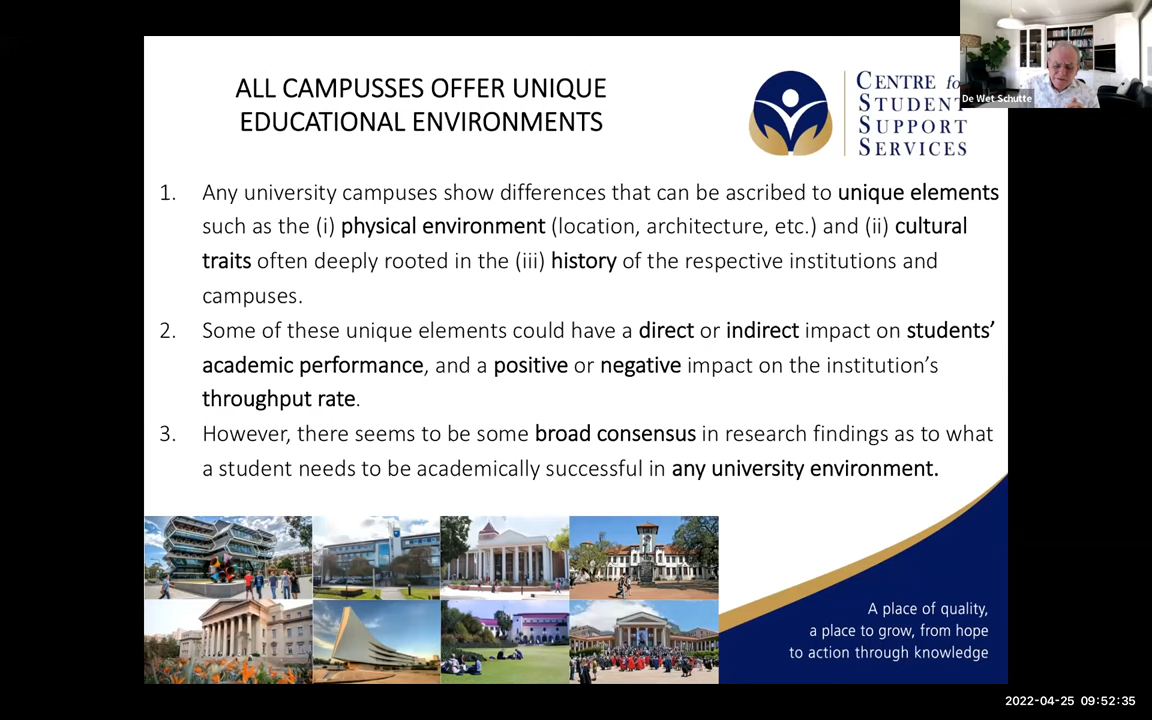 ALL CAMPUSSES OFFER UNIQUE
EDUCATIONAL ENVIRONMENTS
CENTRE fo
STUDENT
SUPPORT
SERVICES
De Wet Schutte
1. Any university campuses show differences that can be ascribed to unique elements
such as the (i) physical environment (location, architecture, etc.) and (ii) cultural
traits often deeply rooted in the (iii) history of the respective institutions and
campuses.
2. Some of these unique elements could have a direct or indirect impact on students’
academic performance, and a positive or negative impact on the institution’s
throughput rate.
3. However, there seems to be some broad consensus in research findings as to what
a student needs to be academically successful in any university environment.
A place of quality,
a place to grow, from hope
to action through knowledge
2022-04-25 09:52:35